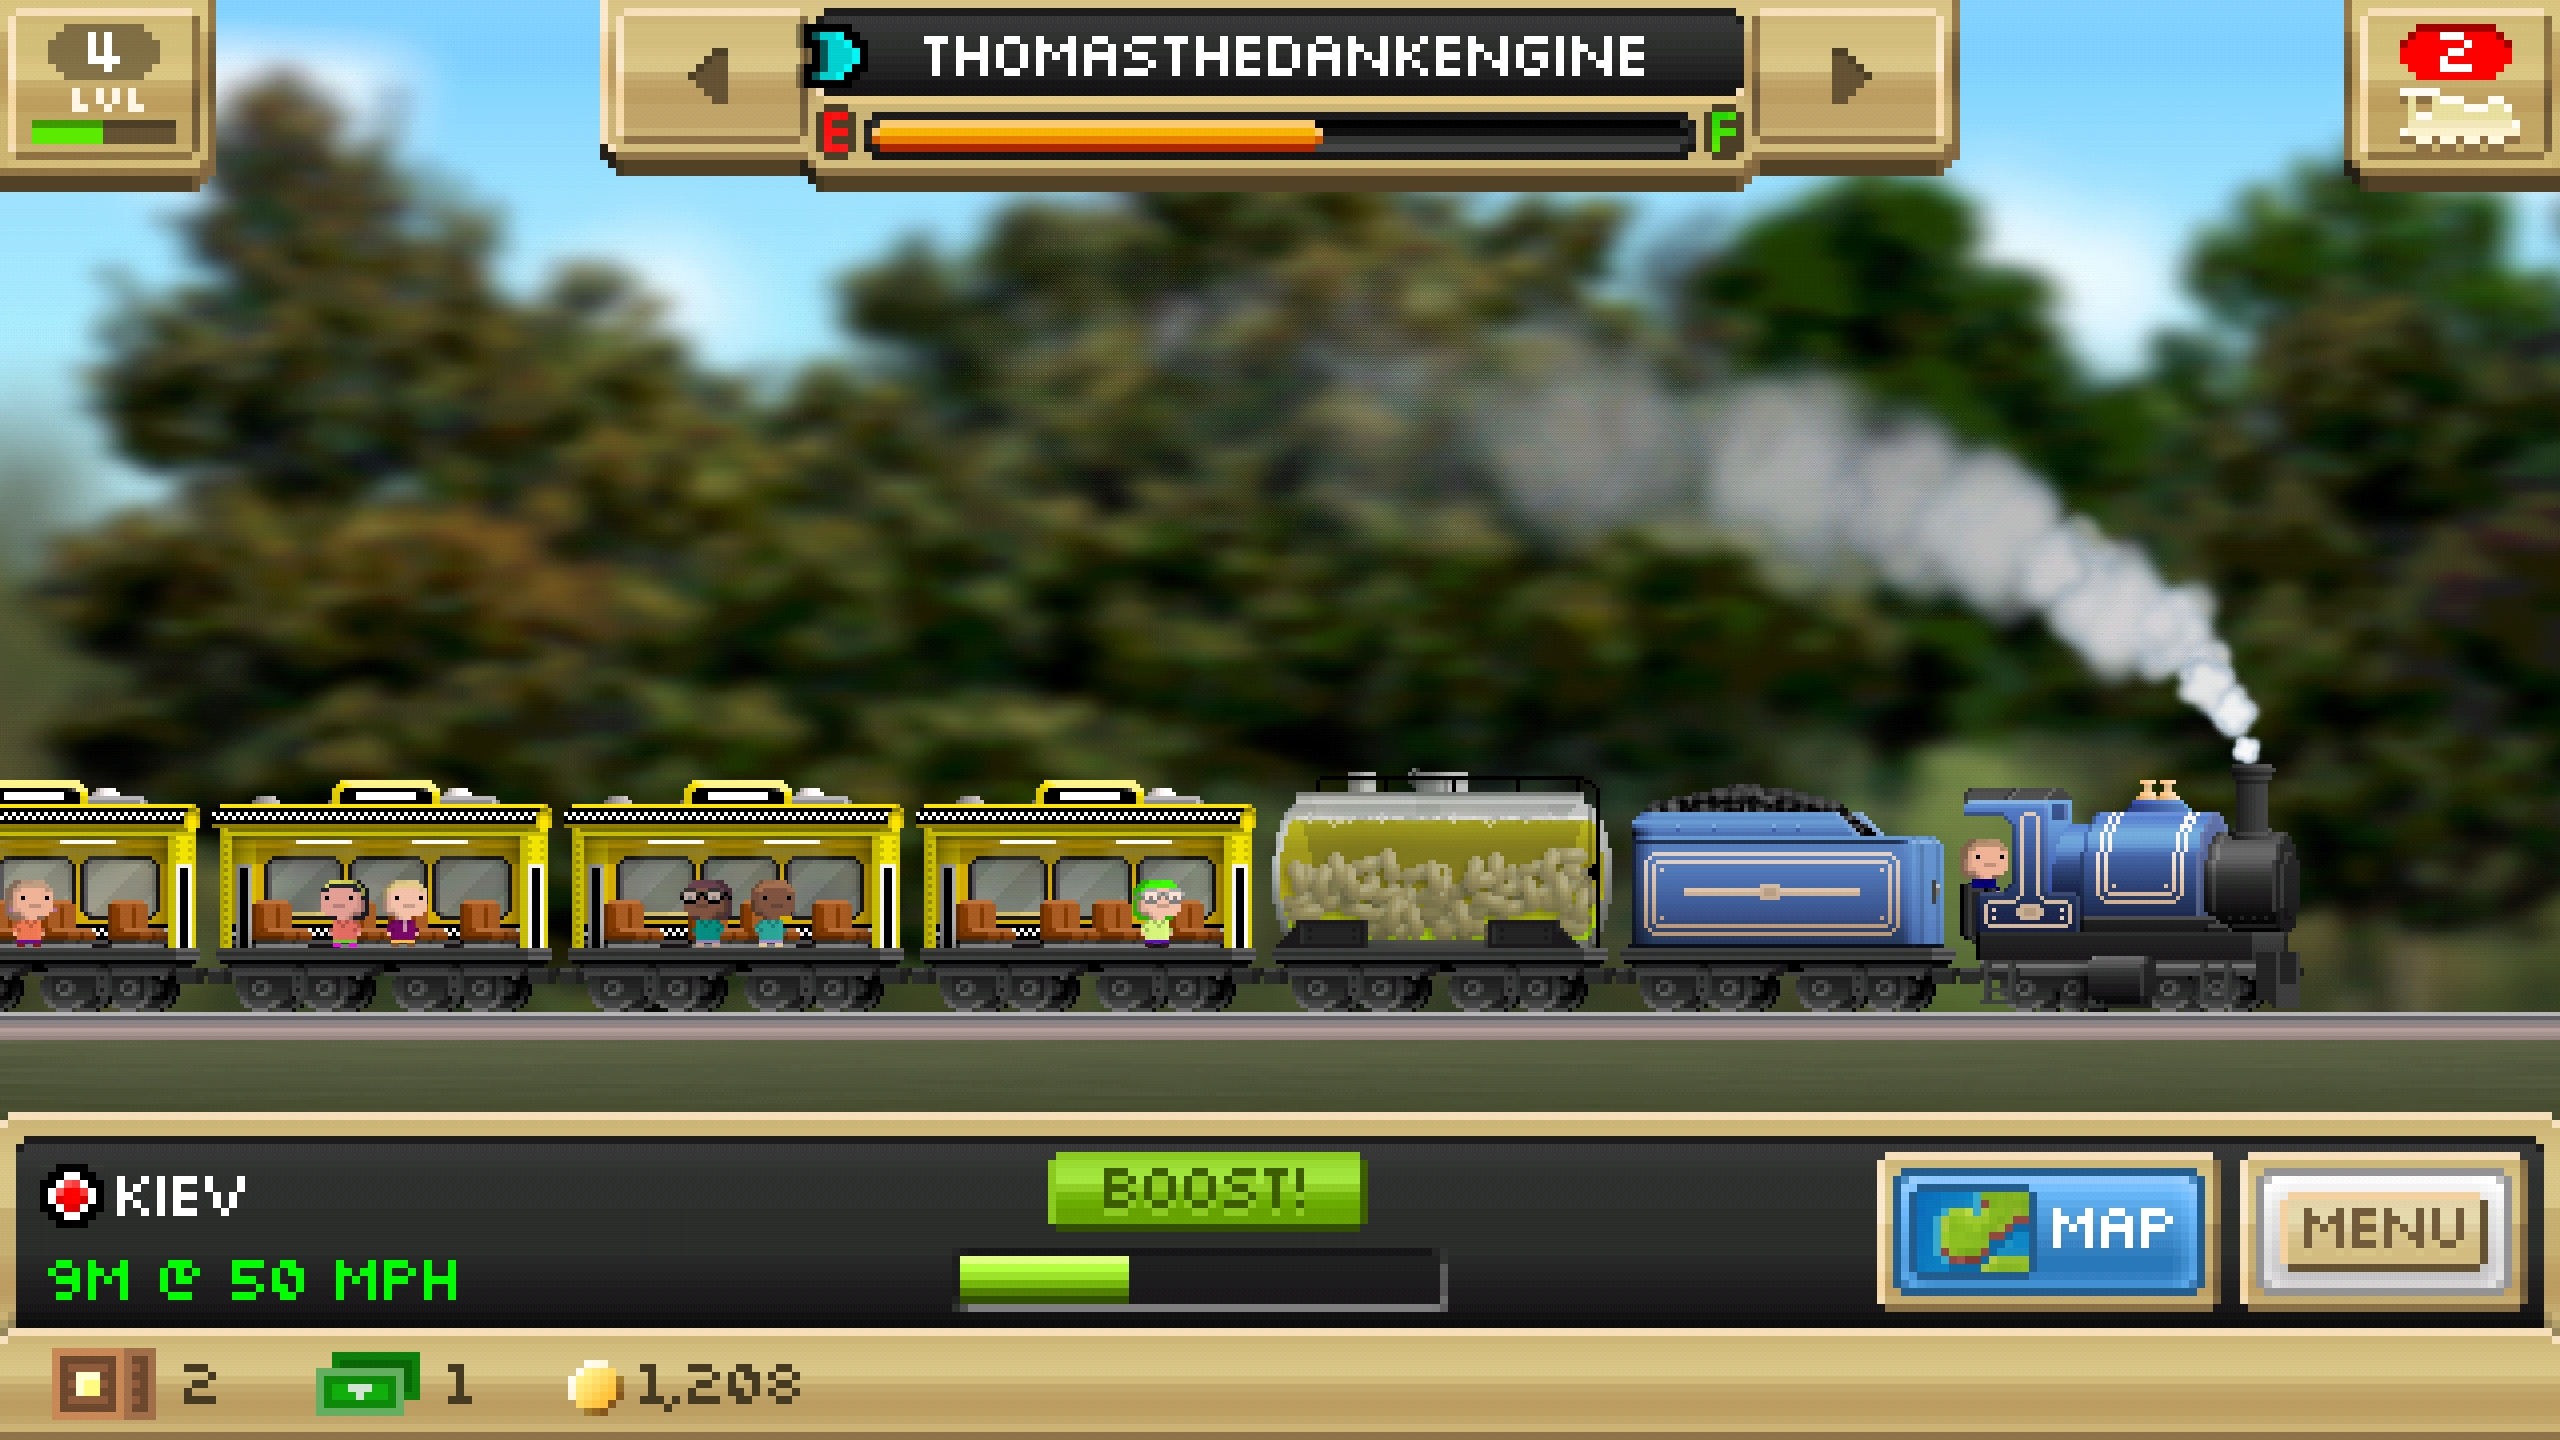 4
LVL
THOMASTHEDANKENGINE
E F
2
KIEV
9M @ 50 MPH
BOOST!
MAP
MENU
2
1
1,208